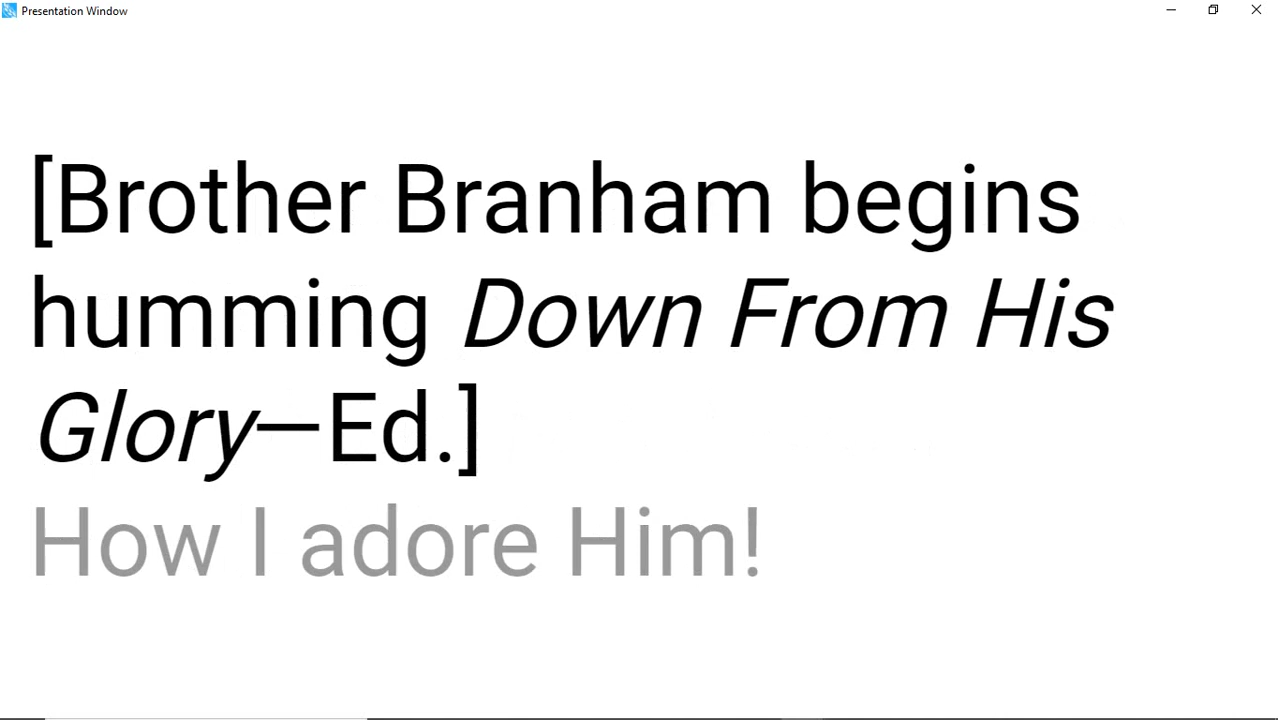 Presentation Window
[Brother Branham begins
humming Down From His
Glory—Ed.]
How I adore Him!